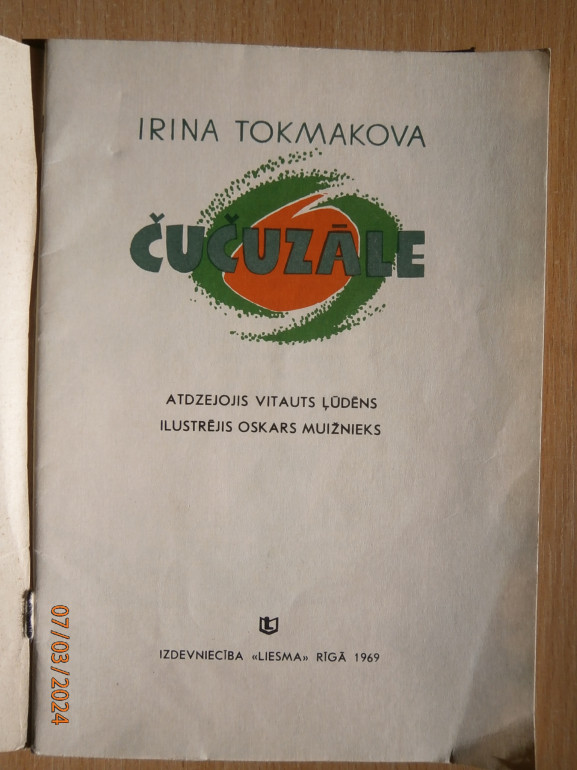 IRINA TOKMAKOVA
ČUČUZĀLE
ATDZEJOJIS VITAUTS ĻŪDĒNS
ILUSTRĒJIS OSKARS MUIŽNIEKS
L
IZDEVNIECĪBA «LIESMA» RĪGĀ 1969
07/03/2024